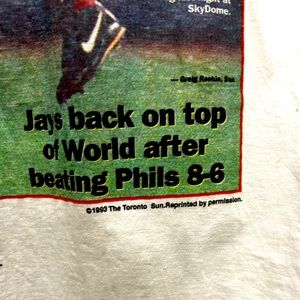 at
SkyDome.
— Greig Reekie, Sun
Jays back on top
of World after
beating Phils 8-6
©1993 The Toronto Sun.Reprinted by permission.